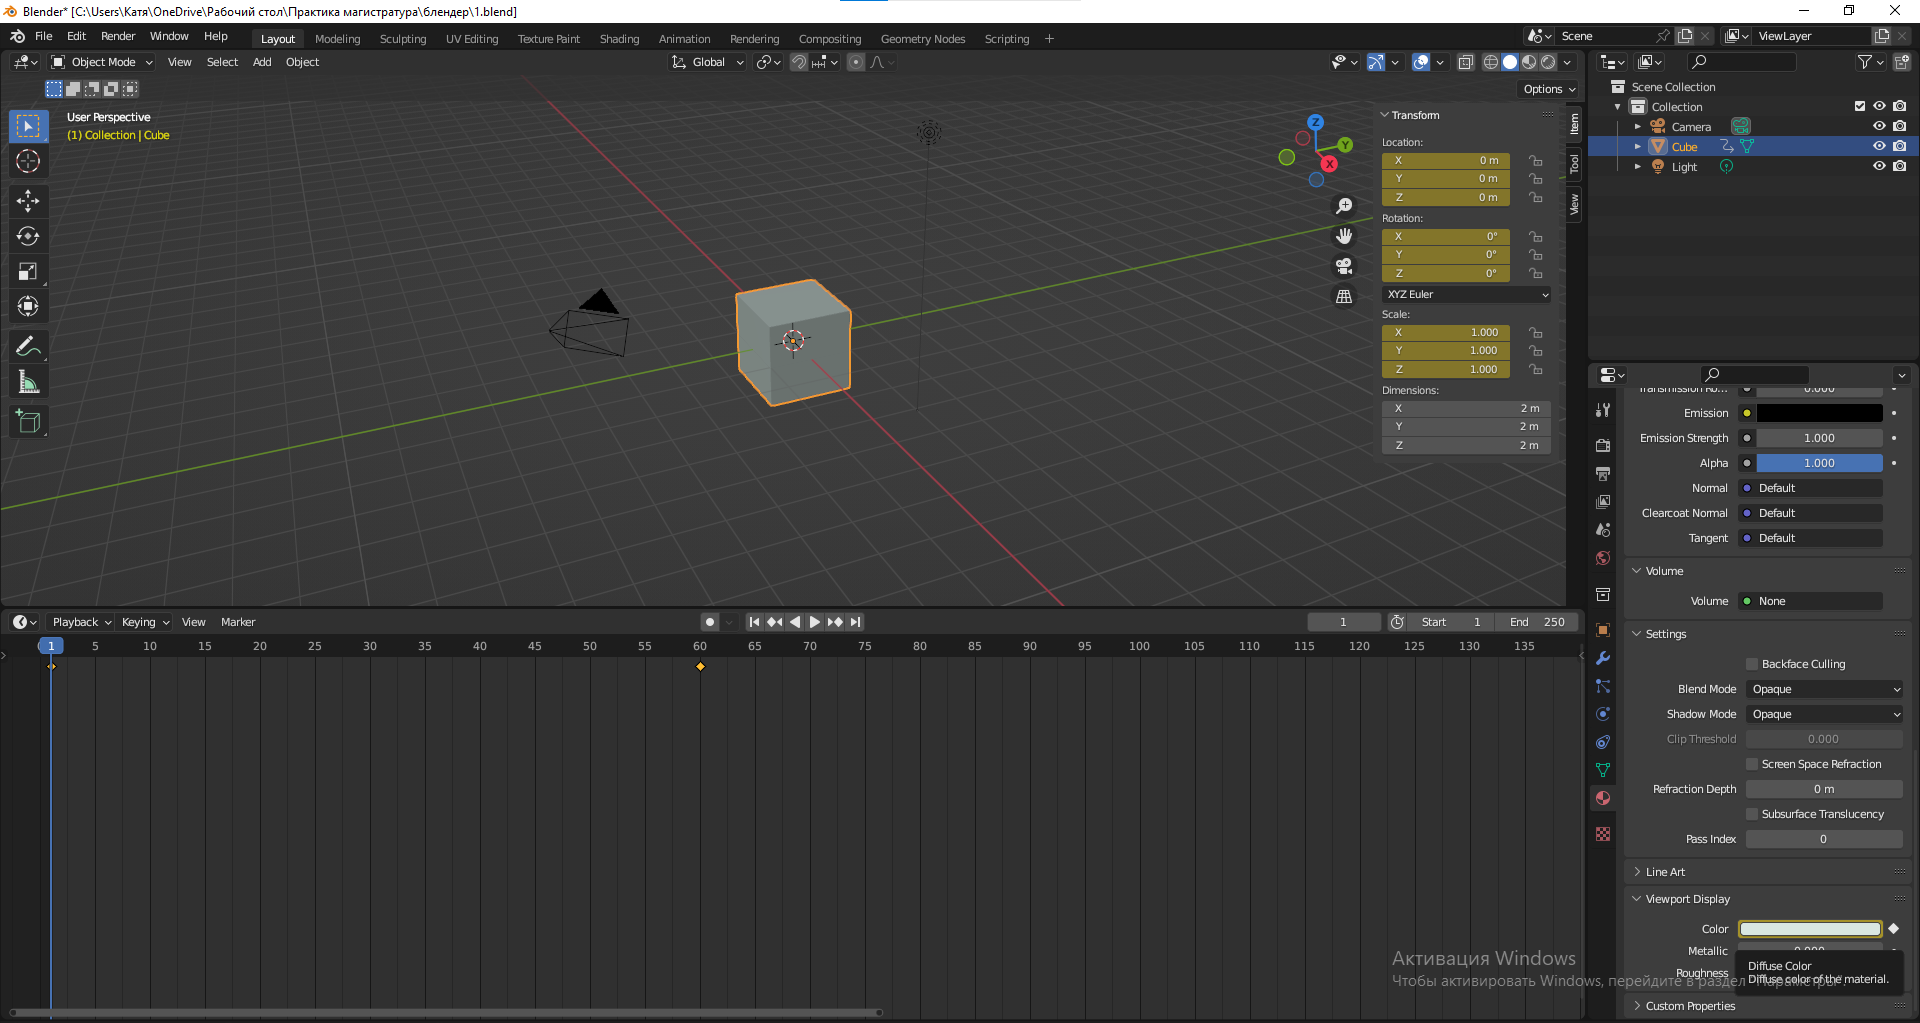 Blender* [C:\Users\Катя\OneDrive\Рабочий стол\Практика магистратура\блендер\1.blend]
File Edit Render Window Help Layout Modeling Sculpting UV Editing Texture Paint Shading Animation Rendering Compositing Geometry Nodes Scripting + Scene ViewLayer
Object Mode View Select Add Object Global
Options
User Perspective
(1) Collection | Cube
Z
Y
X
Transform
Location:
X 0 m
Y 0 m
Z 0 m
Rotation:
X 0°
Y 0°
Z 0°
XYZ Euler
Scale:
X 1.000
Y 1.000
Z 1.000
Dimensions:
X 2 m
Y 2 m
Z 2 m
Item
Tool
View
Scene Collection
Collection
Camera
Cube
Light
Emission
Emission Strength 1.000
Alpha 1.000
Normal Default
Clearcoat Normal Default
Tangent Default
Volume
Volume None
Settings
Backface Culling
Blend Mode Opaque
Shadow Mode Opaque
Clip Threshold 0.000
Screen Space Refraction
Refraction Depth 0 m
Subsurface Translucency
Pass Index 0
Line Art
Viewport Display
Color
Metallic
Roughness
Diffuse Color
Diffuse color of the material.
Custom Properties
Playback Keying View Marker 1 Start 1 End 250
1 5 10 15 20 25 30 35 40 45 50 55 60 65 70 75 80 85 90 95 100 105 110 115 120 125 130 135
Активация Windows
Чтобы активировать Windows, перейдите в раздел "Параметры".